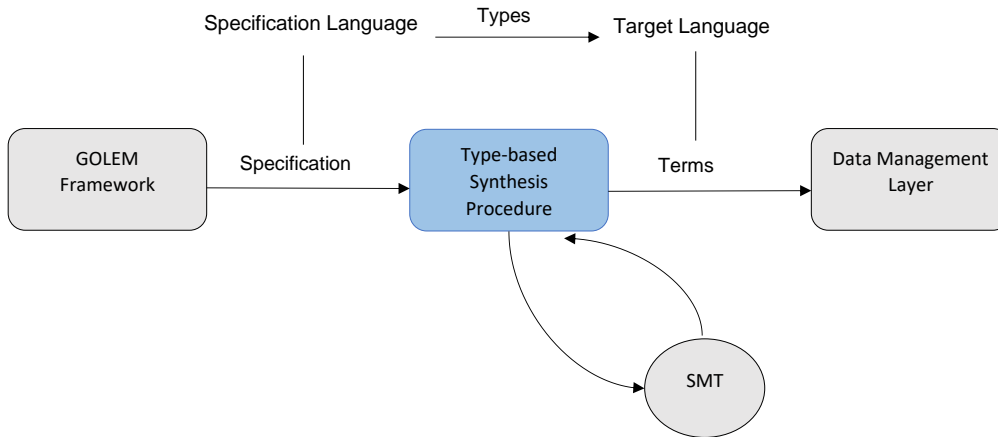 Specification Language
Types
Target Language
GOLEM
Framework
Specification
Type-based
Synthesis
Procedure
Terms
Data Management
Layer
SMT